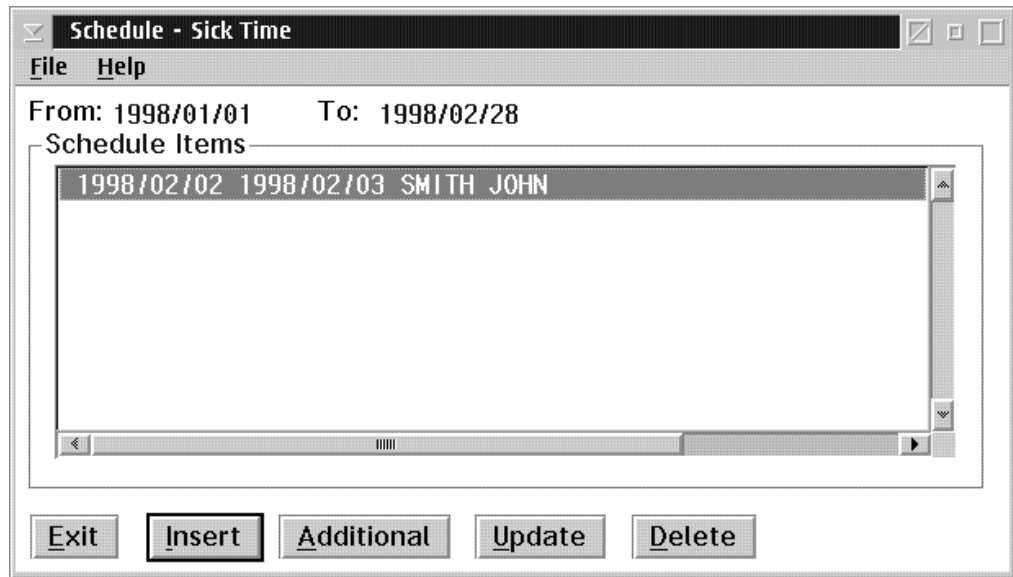 Schedule - Sick Time
File Help
From: 1998/01/01 To: 1998/02/28
Schedule Items
1998/02/02 1998/02/03 SMITH JOHN
Exit Insert Additional Update Delete